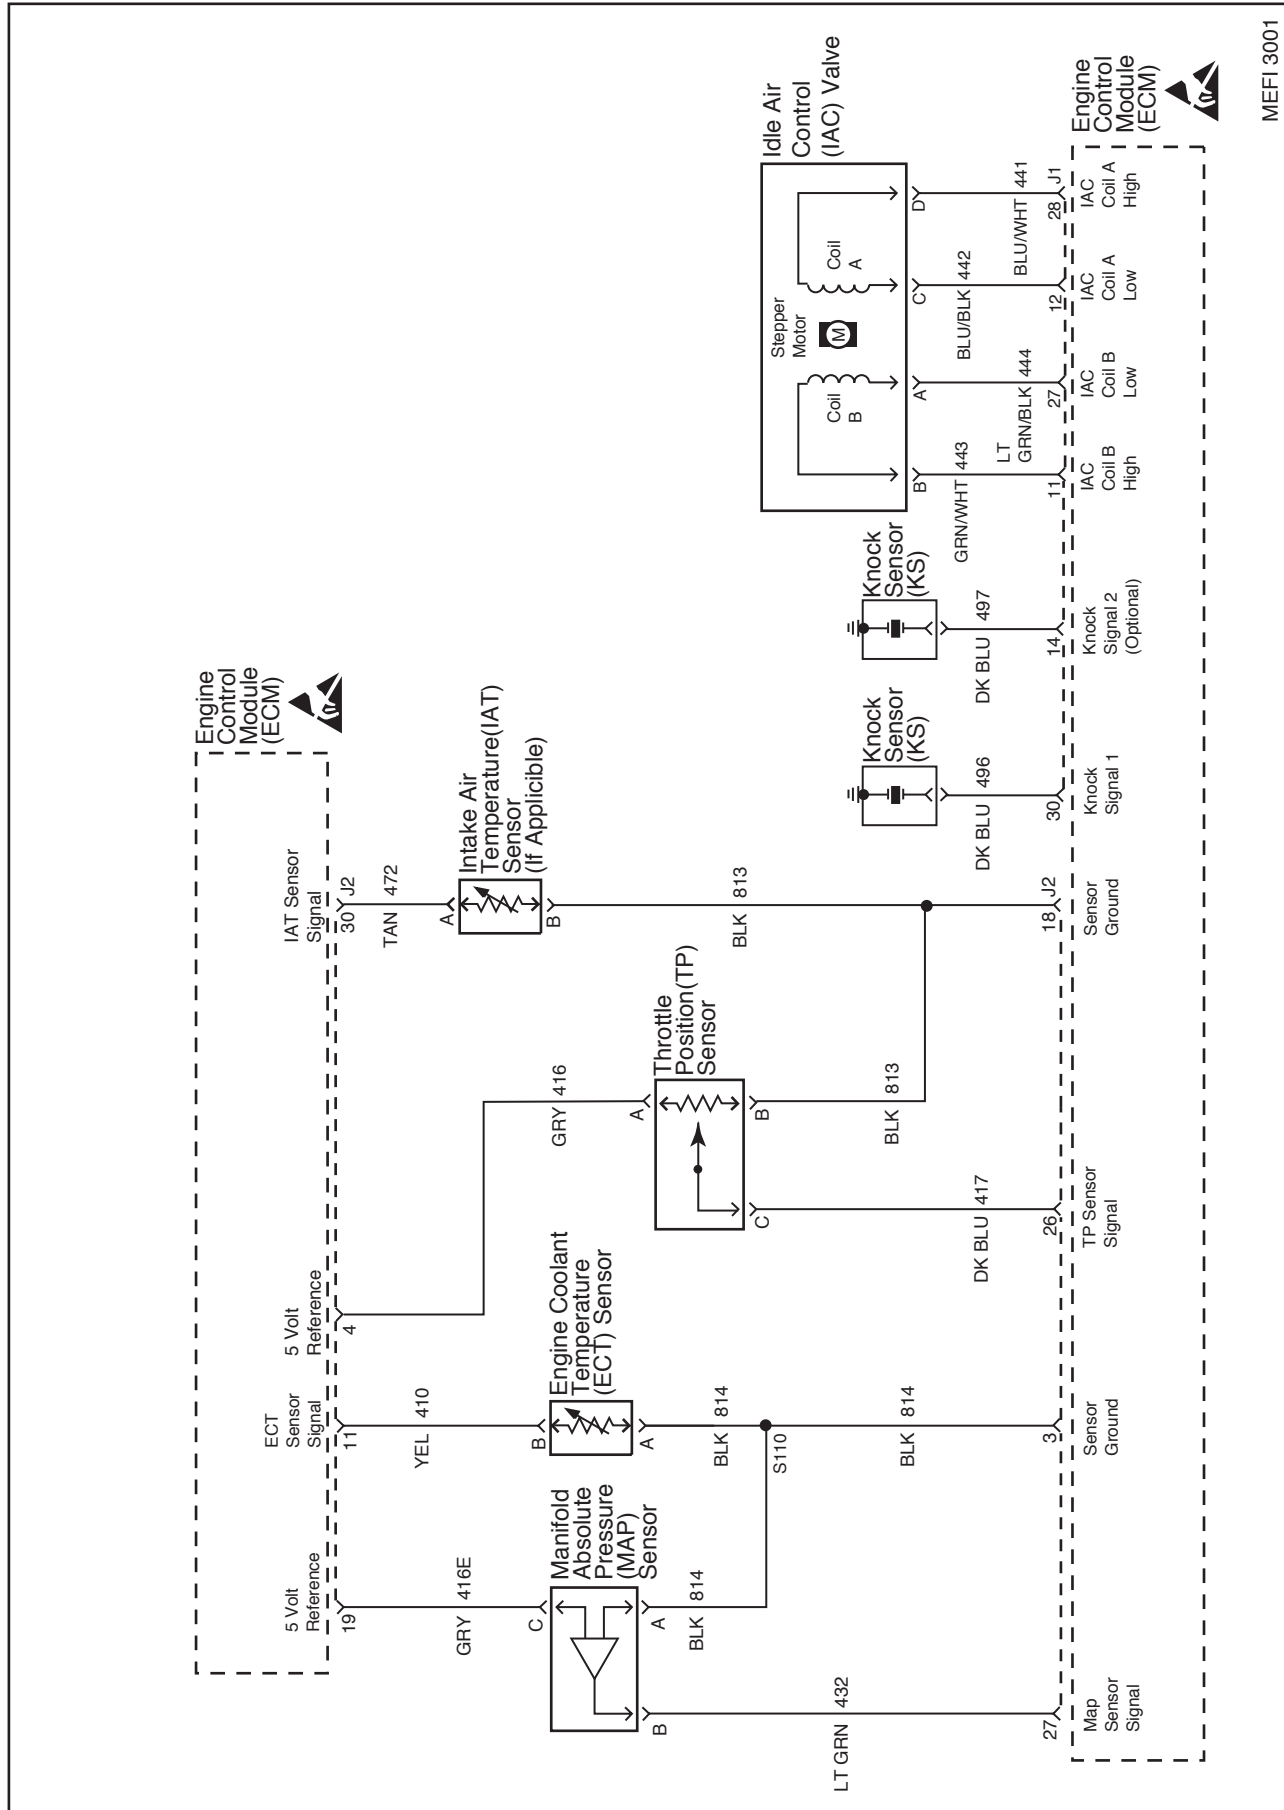 Engine
Control
Module
(ECM)
5 Volt
Reference
19
ECT
Sensor
Signal
11
5 Volt
Reference
4
IAT Sensor
Signal
30
J2
GRY
416E
YEL
410
GRY
416
TAN
472
C
Manifold
Absolute
Pressure
(MAP)
Sensor
A
B
B
Engine Coolant
Temperature
(ECT) Sensor
A
A
Throttle
Position(TP)
Sensor
C
B
A
Intake Air
Temperature(IAT)
Sensor
(If Applicible)
B
BLK
814
BLK
814
S110
BLK
814
LT GRN
432
DK BLU
417
BLK
813
BLK
813
Knock
Sensor
(KS)
DK BLU
496
Knock
Sensor
(KS)
DK BLU
497
Idle Air
Control
(IAC) Valve
Stepper
Motor
M
Coil
B
Coil
A
B
A
C
D
GRN/WHT
443
LT
GRN/BLK
444
BLU/BLK
442
BLU/WHT
441
27
3
26
18
J2
30
14
11
27
12
28
J1
Map
Sensor
Signal
Sensor
Ground
TP Sensor
Signal
Sensor
Ground
Knock
Signal 1
Knock
Signal 2
(Optional)
IAC
Coil B
High
IAC
Coil B
Low
IAC
Coil A
Low
IAC
Coil A
High
Engine
Control
Module
(ECM)
MEFI 3001